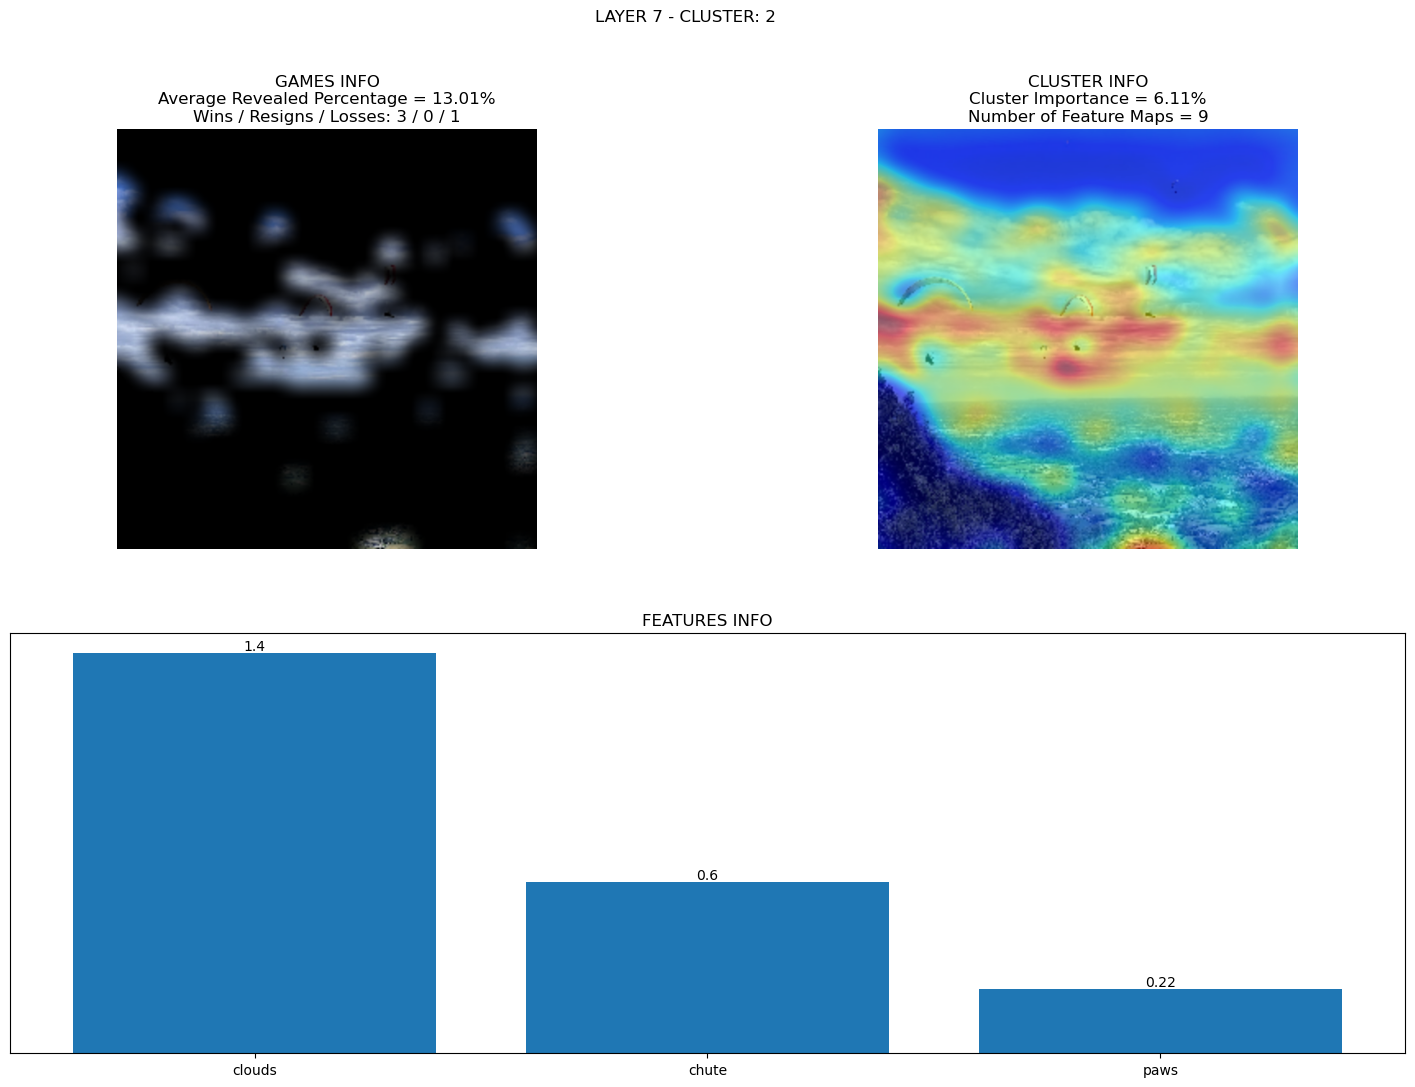 LAYER 7 - CLUSTER: 2
GAMES INFO
Average Revealed Percentage = 13.01%
Wins / Resigns / Losses: 3 / 0 / 1
CLUSTER INFO
Cluster Importance = 6.11%
Number of Feature Maps = 9
FEATURES INFO
1.4
0.6
0.22
clouds
chute
paws